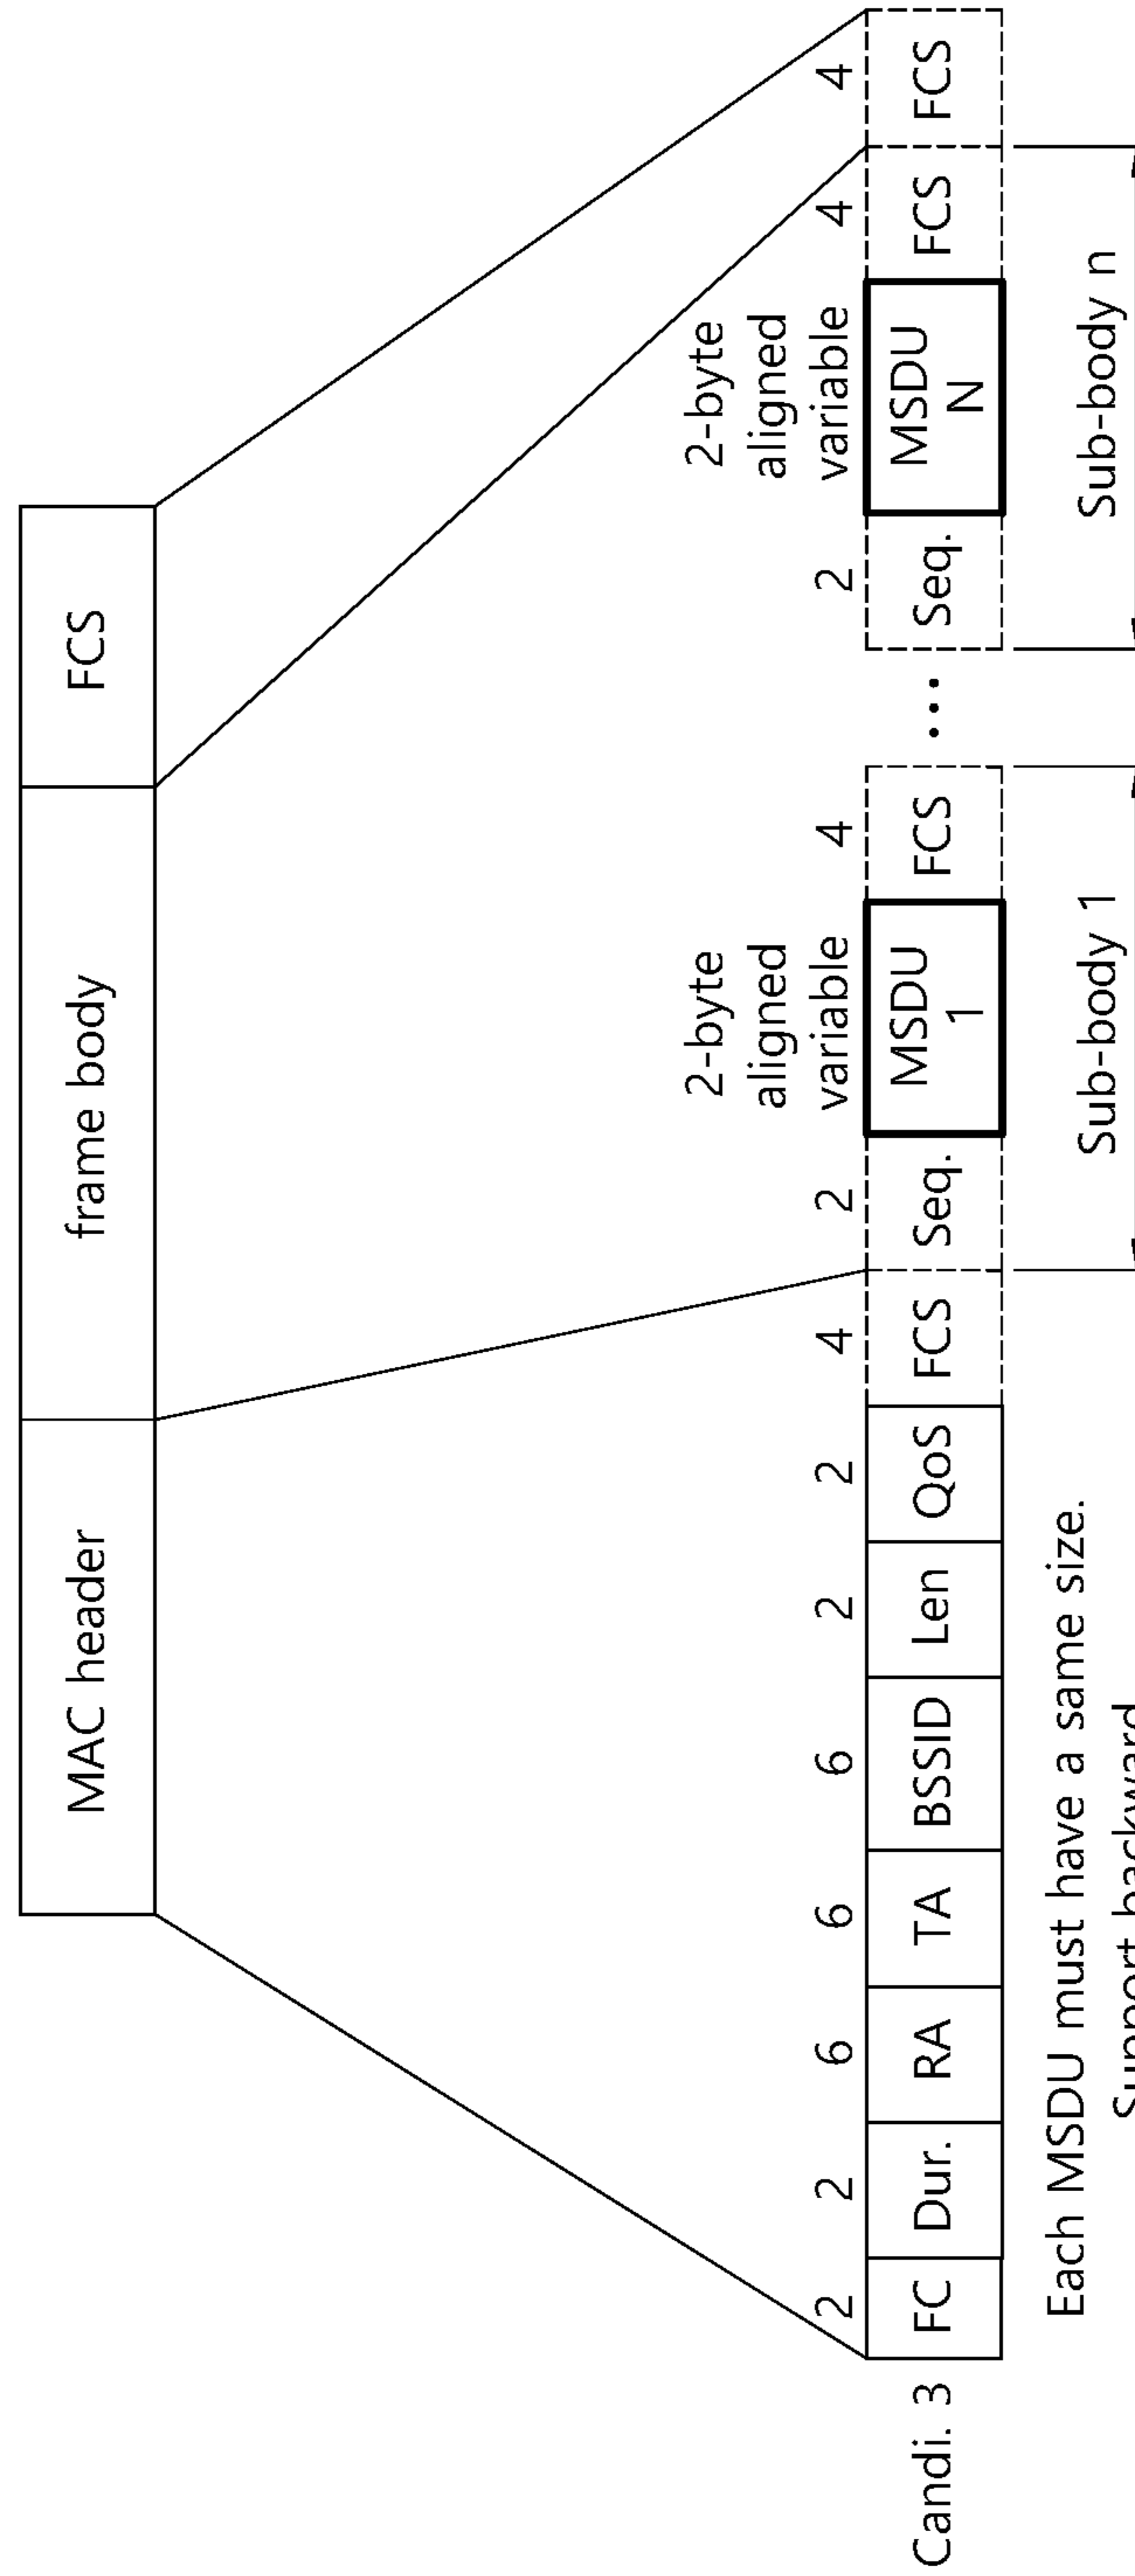 MAC header
frame body
FCS
2-byte
aligned
variable
2-byte
aligned
variable
2 2 6 6 6 2 2 4 2 4 2 4 4
Candi. 3 FC Dur. RA TA BSSID Len QoS FCS Seq. MSDU 1 FCS ... Seq. MSDU N FCS FCS
Each MSDU must have a same size.
Support backward
Sub-body 1
Sub-body n